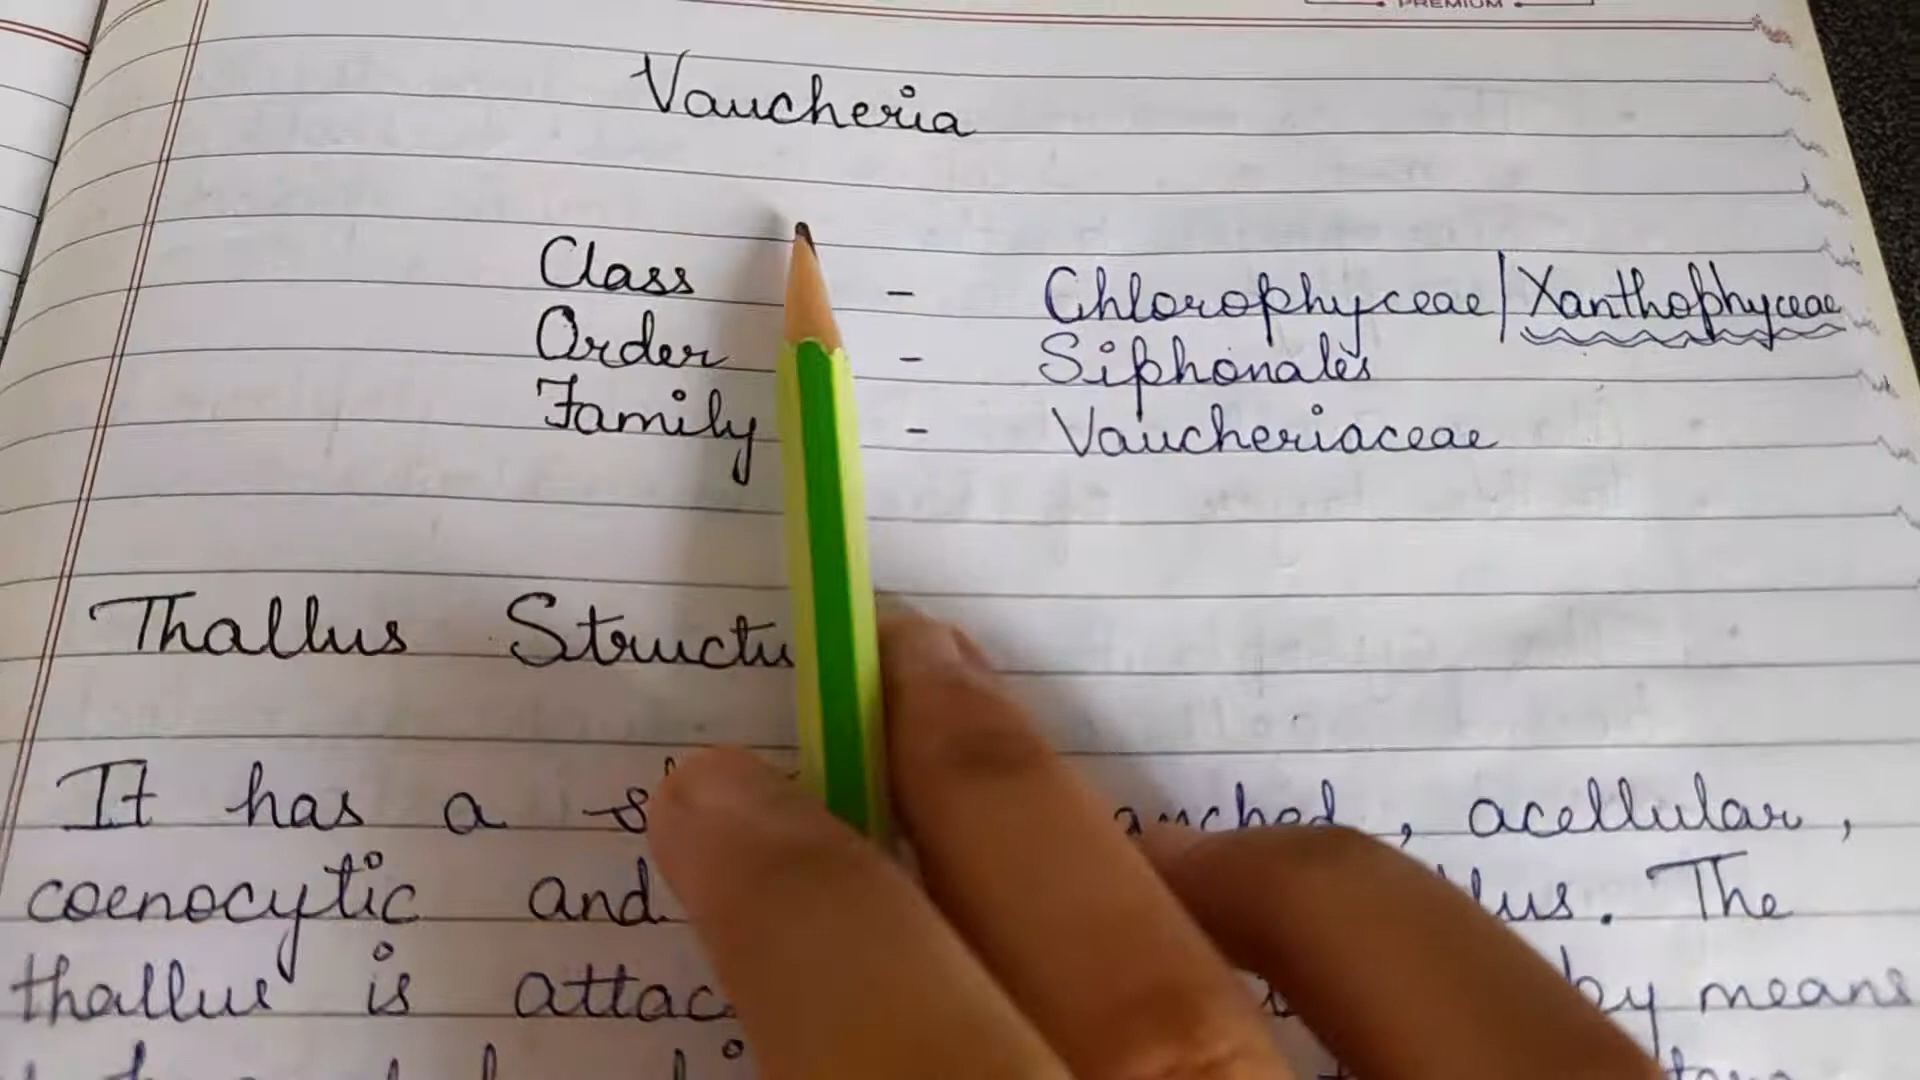 PREMIUM
Vaucheria
Class - Chlorophyceae/Xanthophyceae
Order - Siphonales
Family - Vaucheriaceae
Thallus Structu
It has a , acellular,
coenocytic and . The
thallus is attac by means